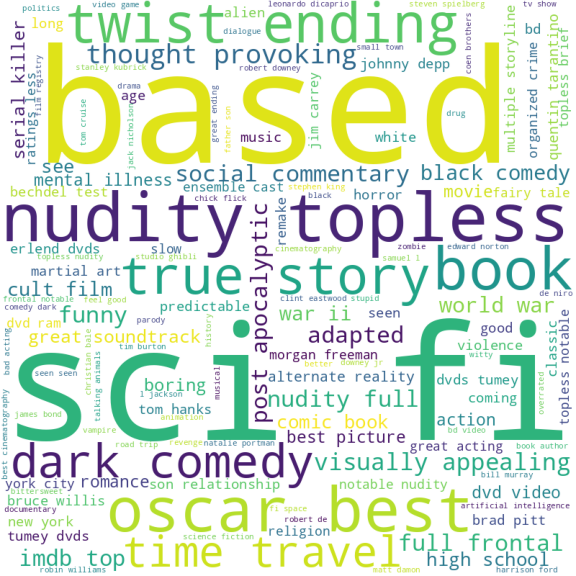 politics
video game
leonardo dicaprio
steven spielberg
tv show
long
twist ending
alien
dialogue
small town
coen brothers
bd
serial killer
ratings less
film registry
stanley kubrick
thought provoking
robert downey
johnny depp
multiple storyline
organized crime
quentin tarantino
topless brief
based
tom cruise
drama
age
jack nicholson
great ending
father son
music
jim carrey
white
drug
see
mental illness
social commentary
black comedy
bechdel test
ensemble cast
stephen king
horror
movie
fairy tale
chick flick
black
nudity topless
post apocalyptic
remake
erlend dvds
slow
cinematography
zombie
edward norton
topless nudity
studio ghibli
samuel l
martial art
true story
book
cult film
frontal notable
feel good
comedy dark
predictable
clint eastwood
stupid
de niro
war ii
seen
world war
funny
parody
history
dvd ram
great soundtrack
adapted
good
violence
classic
topless notable
bad acting
seen seen
tim burton
morgan freeman
better
downey jr
witty
sci fi
christian bale
talking animals
boring
musical
alternate reality
dvds tumey
coming
overrated
l jackson
tom hanks
nudity full
animation
comic book
action
james bond
vampire
best picture
bd video
great acting
book author
road trip
revenge
natalie portman
best cinematography
dark comedy
visually appealing
bill murray
york city
romance
son relationship
notable nudity
dvd video
bittersweet
fi space
artificial intelligence
bruce willis
oscar best
documentary
new york
robert de
brad pitt
tumey dvds
science fiction
religion
full frontal
imdb top
time travel
high school
robin williams
matt damon
harrison ford